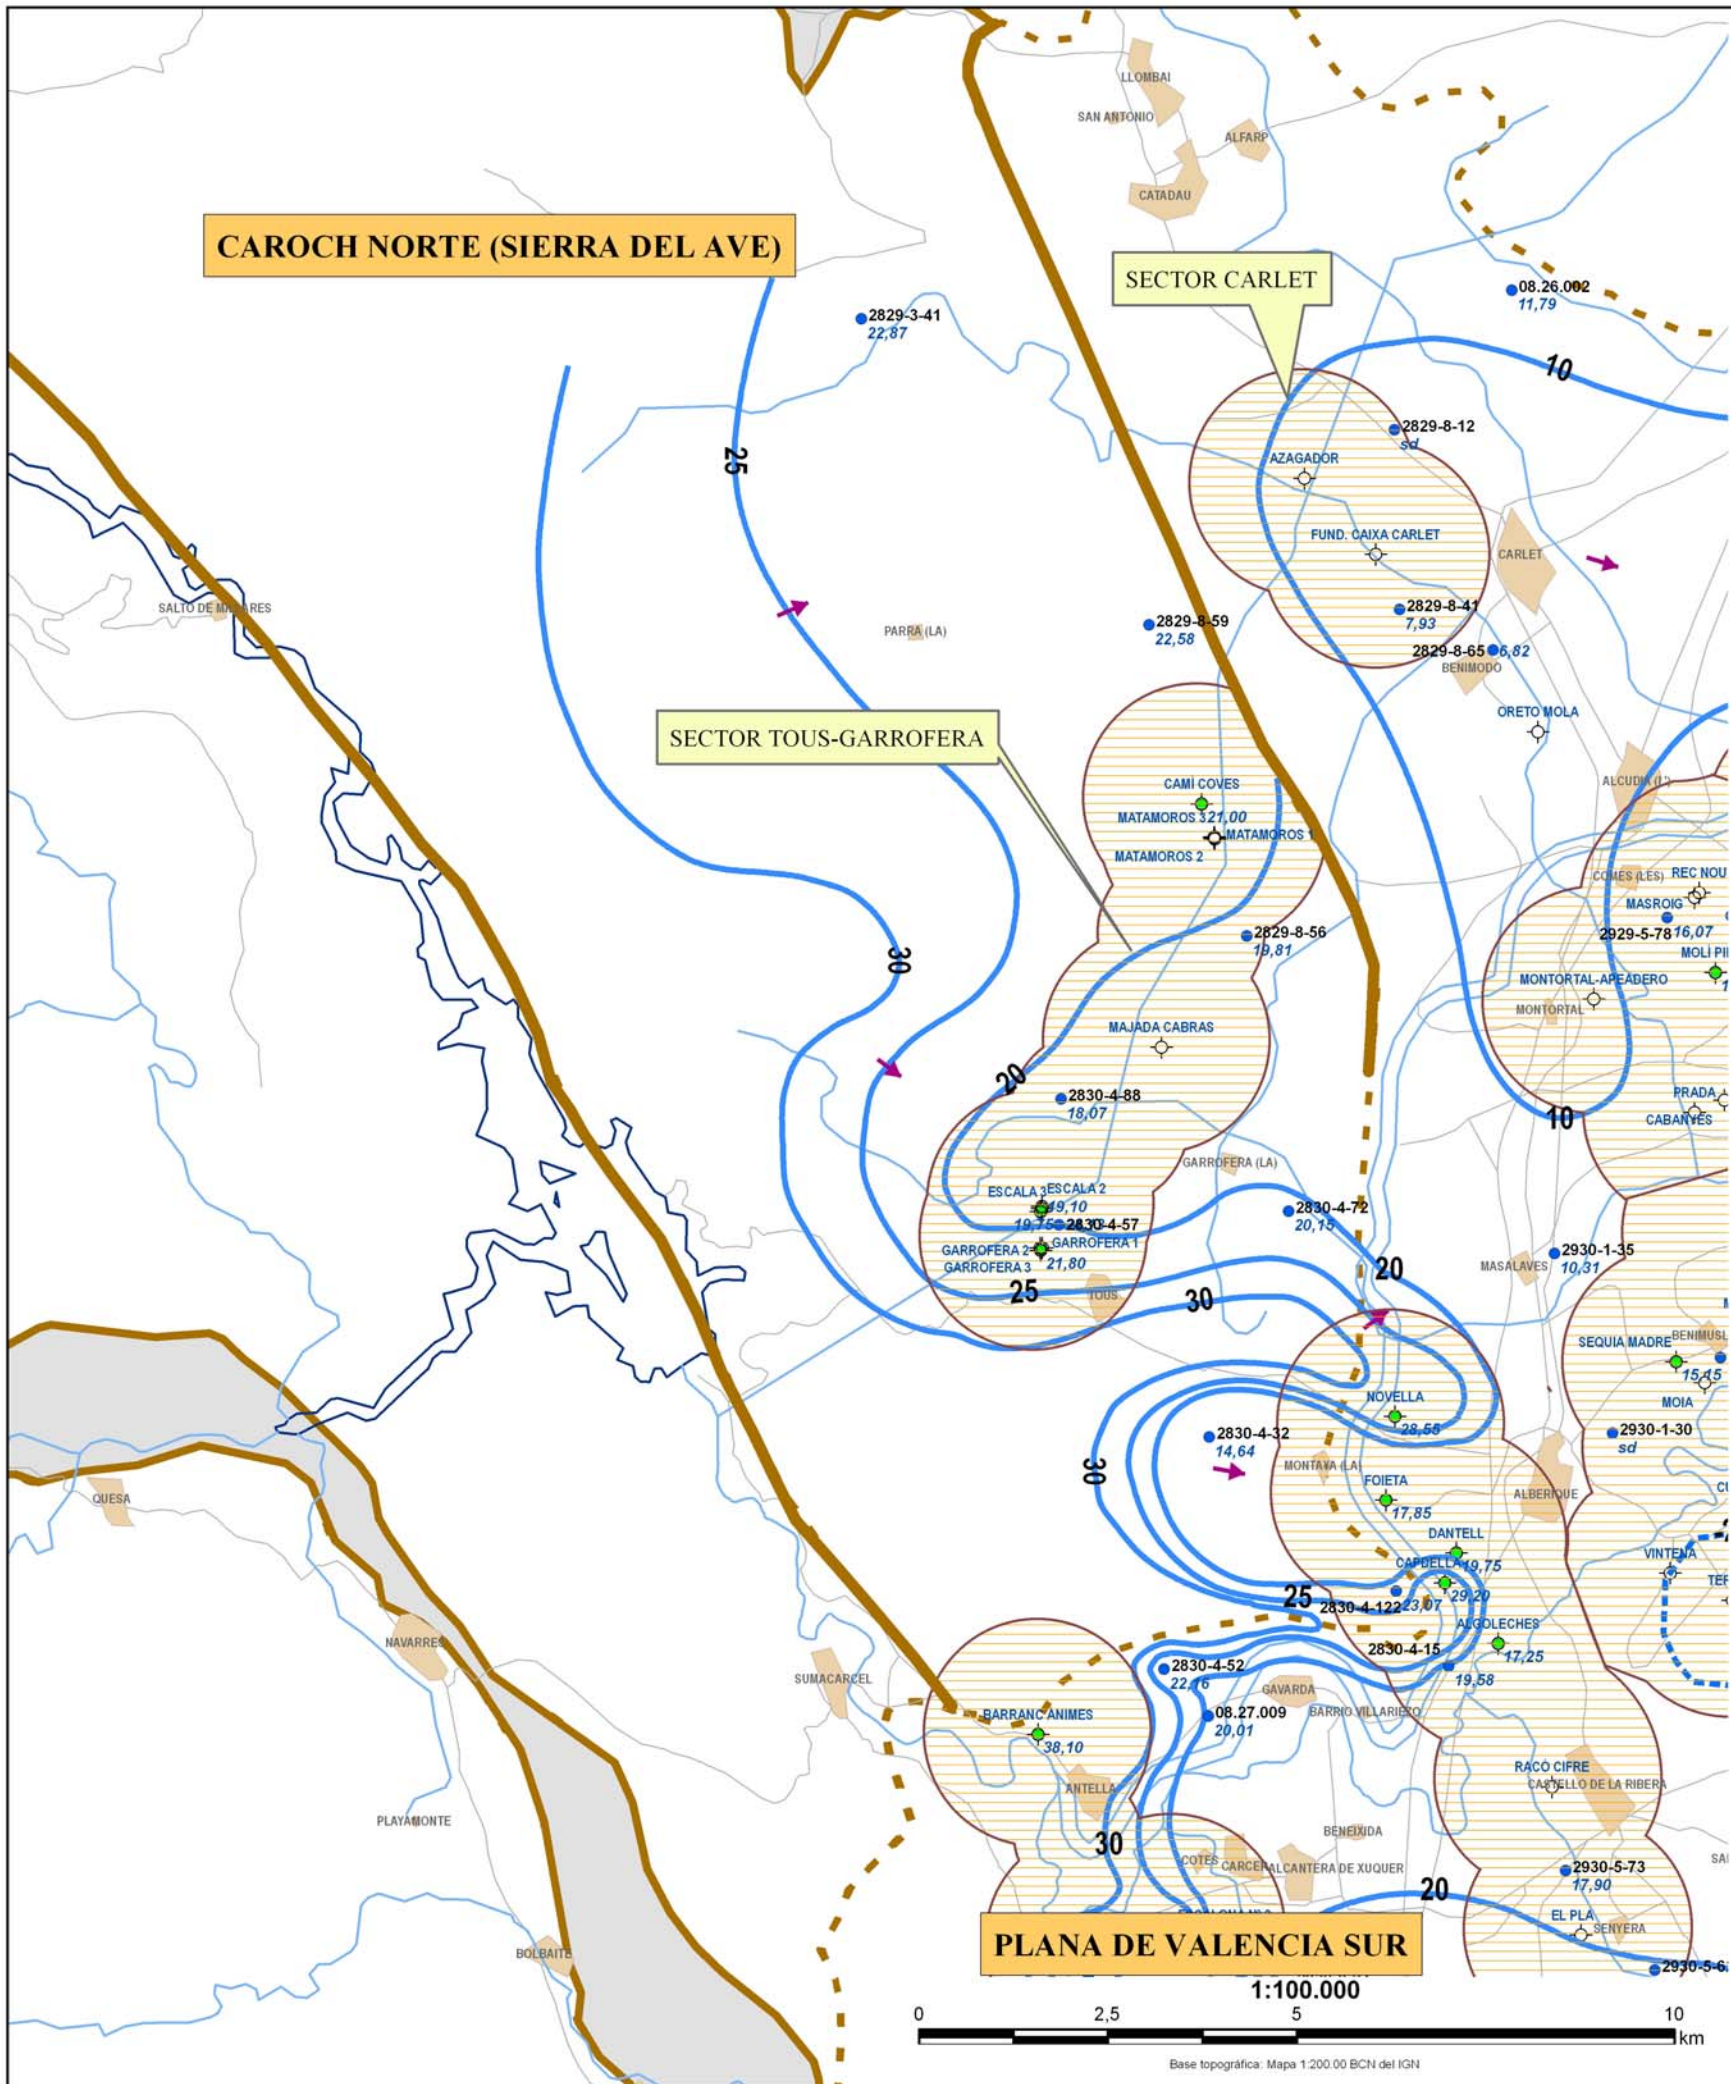 LLOMBAI
SAN ANTONIO
ALFARP
CATADAU
CAROCH NORTE (SIERRA DEL AVE)
SECTOR CARLET
08.26.002
11,79
2829-3-41
22,87
10
2829-8-12
sd
25
AZAGADOR
FUND. CAIXA CARLET
CARLET
SALTO DE
2829-8-41
7,93
2829-8-59
22,58
PARRA (LA)
2829-8-65
6,82
BENIMODO
ORETO MOLA
SECTOR TOUS-GARROFERA
CAMÍ COVES
21,00
MATAMOROS 3
MATAMOROS 1
MATAMOROS 2
ALCUDIA (L')
COMES (LES)
REC NOU
MASROIG
2929-5-78
16,07
2829-8-56
19,81
30
MOLÍ
MONTORTAL-APEADERO
MONTORTAL
MAJADA CABRAS
20
2830-4-88
18,07
PRADA
CABANYES
10
GARROFERA (LA)
ESCALA 3
ESCALA 2
19,10
19,75
2830-4-57
2830-4-72
20,15
GARROFERA 2
GARROFERA 1
GARROFERA 3
21,80
20
2930-1-35
10,31
MASALAVES
25
TOUS
30
SEQUIA MADRE
15,15
MOIA
NOVELLA
28,55
2830-4-32
14,64
2930-1-30
sd
30
MONTAYA (LA)
FOIETA
17,85
ALBERIQUE
QUESA
DANTELL
19,75
CAPDELLA
29,20
VINTENA
25
2830-4-122
23,07
ALGOLECHES
17,25
NAVARRES
2830-4-15
19,58
SUMACARCEL
2830-4-52
22,16
GAVARDA
BARRIO VILLARIEZO
08.27.009
20,01
BARRANC ANIMES
38,10
RACÓ CIFRE
CASTELLO DE LA RIBERA
ANTELLA
PLAYAMONTE
30
BENEIXIDA
COTES
CARCER
ALCANTERA DE XUQUER
2930-5-73
17,90
20
EL PLA
SENYERA
PLANA DE VALENCIA SUR
BOLBAITE
2930-5-6
1:100.000
0 2,5 5 10
km
Base topográfica: Mapa 1:200.00 BCN del IGN